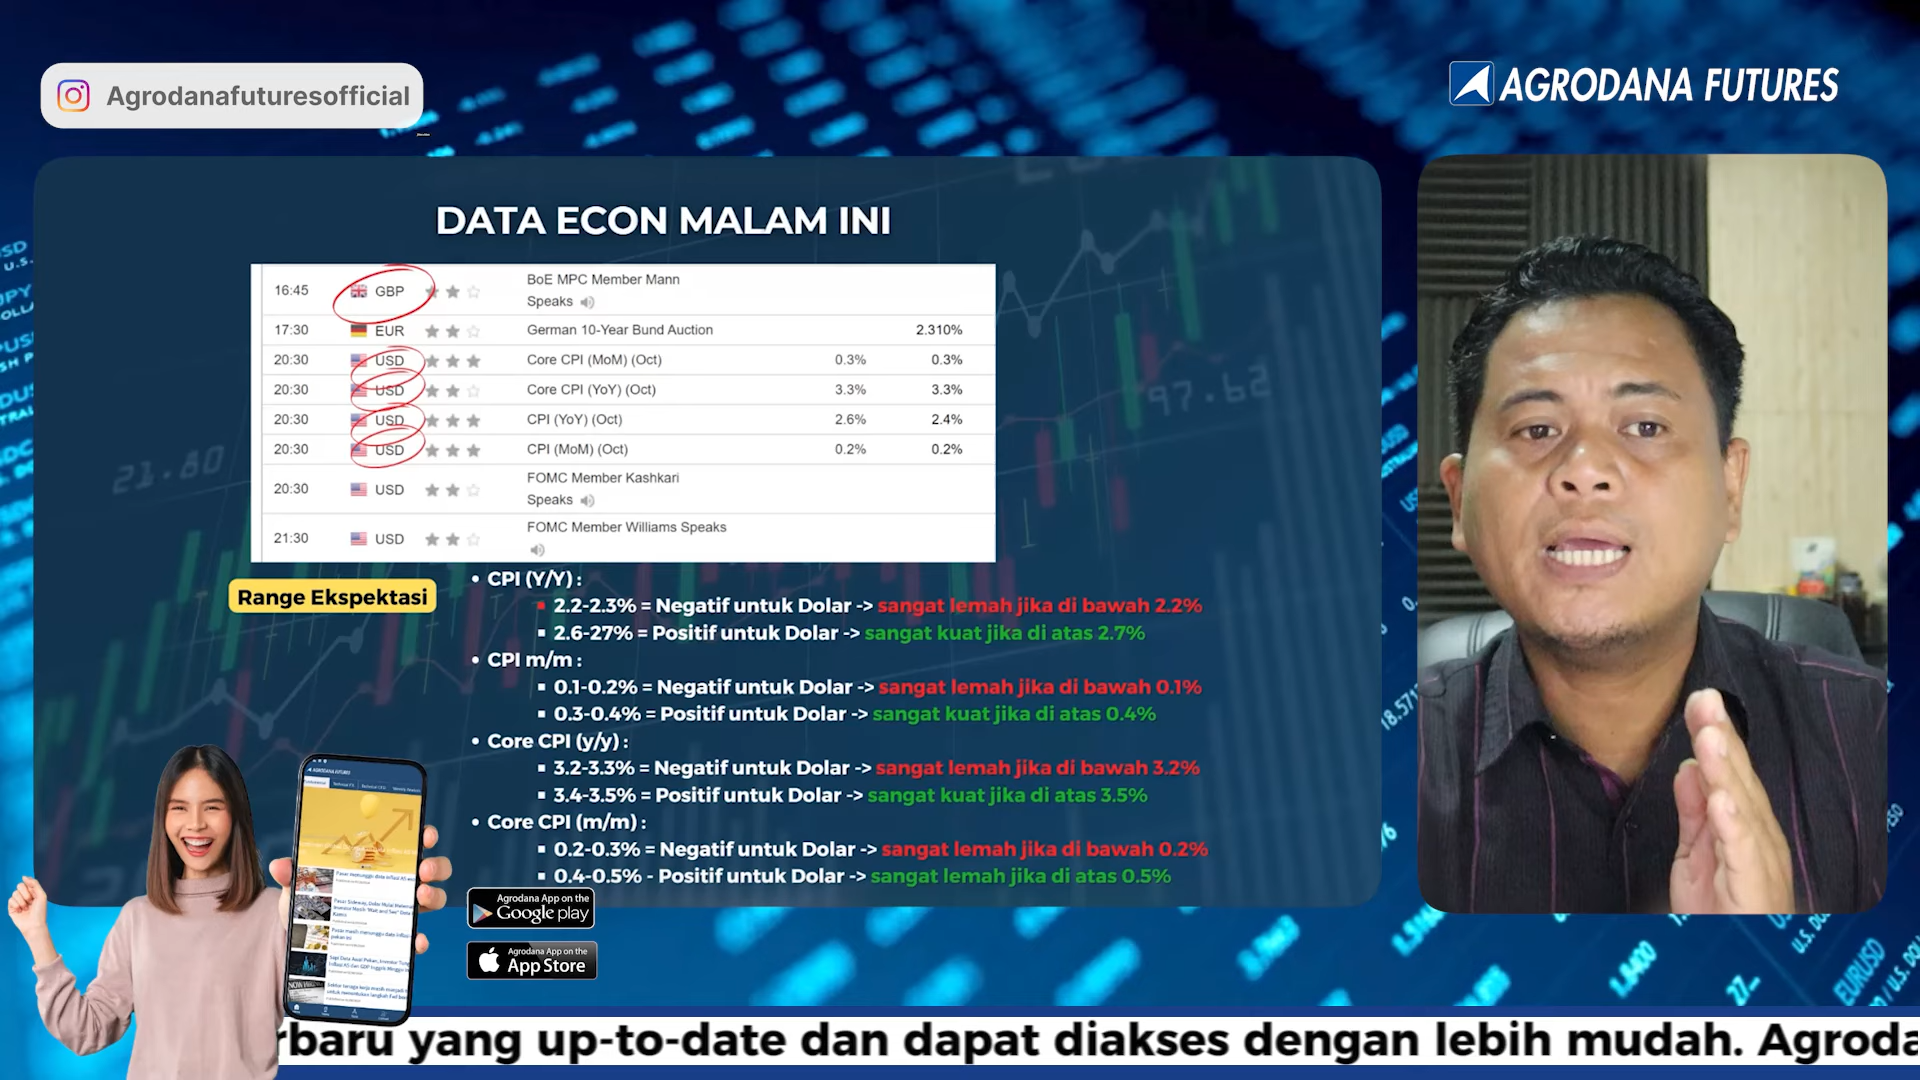 Agrodanafuturesofficial
AGRODANA FUTURES
DATA ECON MALAM INI
16:45 GBP BoE MPC Member Mann
Speaks
17:30 EUR German 10-Year Bund Auction 2.310%
20:30 USD Core CPI (MoM) (Oct) 0.3% 0.3%
20:30 USD Core CPI (YoY) (Oct) 3.3% 3.3%
20:30 USD CPI (YoY) (Oct) 2.6% 2.4%
20:30 USD CPI (MoM) (Oct) 0.2% 0.2%
20:30 USD FOMC Member Kashkari
Speaks
21:30 USD FOMC Member Williams Speaks
Range Ekspektasi
• CPI (Y/Y) :
▪ 2.2-2.3% = Negatif untuk Dolar -> sangat lemah jika di bawah 2.2%
▪ 2.6-27% = Positif untuk Dolar -> sangat kuat jika di atas 2.7%
• CPI m/m :
▪ 0.1-0.2% = Negatif untuk Dolar -> sangat lemah jika di bawah 0.1%
▪ 0.3-0.4% = Positif untuk Dolar -> sangat kuat jika di atas 0.4%
• Core CPI (y/y) :
▪ 3.2-3.3% = Negatif untuk Dolar -> sangat lemah jika di bawah 3.2%
▪ 3.4-3.5% = Positif untuk Dolar -> sangat kuat jika di atas 3.5%
• Core CPI (m/m) :
▪ 0.2-0.3% = Negatif untuk Dolar -> sangat lemah jika di bawah 0.2%
▪ 0.4-0.5% - Positif untuk Dolar -> sangat lemah jika di atas 0.5%
Agrodana App on the
Google play
Agrodana App on the
App Store
21.80
97.62
EURUSD
rbaru yang up-to-date dan dapat diakses dengan lebih mudah. Agroda